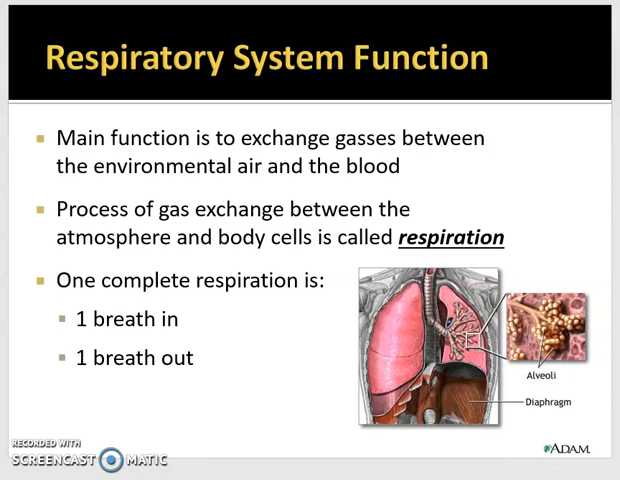 Respiratory System Function
Main function is to exchange gasses between
the environmental air and the blood
Process of gas exchange between the
atmosphere and body cells is called respiration
One complete respiration is:
1 breath in
1 breath out
Alveoli
Diaphragm
RECORDED WITH
SCREENCAST MATIC
ADAM.